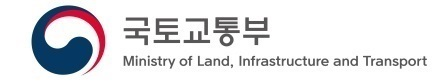 국토교통부
Ministry of Land, Infrastructure and Transport